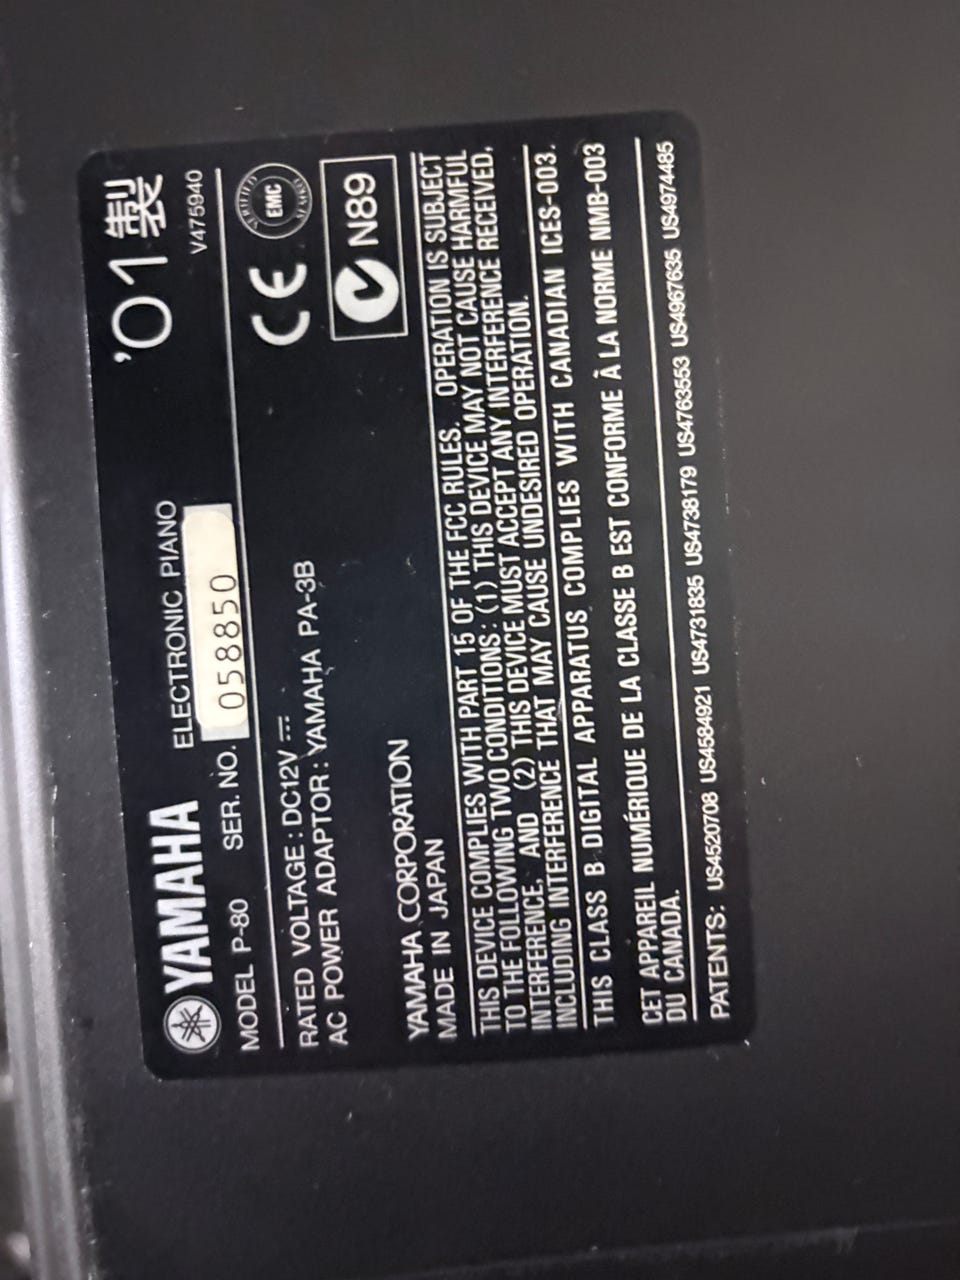 YAMAHA ELECTRONIC PIANO '01製
MODEL P-80 SER. NO. 058850 V475940
RATED VOLTAGE : DC12V
AC POWER ADAPTOR : YAMAHA PA-3B
CE
EMC
N89
YAMAHA CORPORATION
MADE IN JAPAN
THIS DEVICE COMPLIES WITH PART 15 OF THE FCC RULES. OPERATION IS SUBJECT
TO THE FOLLOWING TWO CONDITIONS: (1) THIS DEVICE MAY NOT CAUSE HARMFUL
INTERFERENCE, AND (2) THIS DEVICE MUST ACCEPT ANY INTERFERENCE RECEIVED,
INCLUDING INTERFERENCE THAT MAY CAUSE UNDESIRED OPERATION.
THIS CLASS B DIGITAL APPARATUS COMPLIES WITH CANADIAN ICES-003.
CET APPAREIL NUMÉRIQUE DE LA CLASSE B EST CONFORME À LA NORME NMB-003
DU CANADA.
PATENTS: US4520708 US4584921 US4731835 US4738179 US4763553 US4967635 US4974485